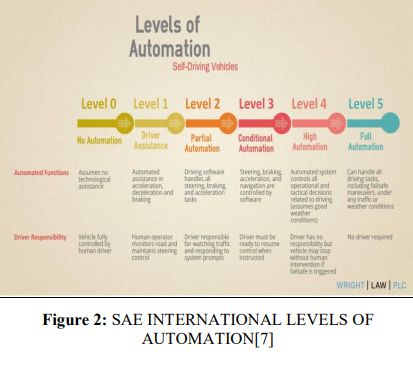 Levels of
Automation
Self-Driving Vehicles
Level 0
No Automation
Level 1
Driver
Assistance
Level 2
Partial
Automation
Level 3
Conditional
Automation
Level 4
High
Automation
Level 5
Full
Automation
Automated Functions
Assumes no
technological
assistance
Automated
assistance in
acceleration,
deceleration and
braking
Driving software
handles all
steering, braking,
and acceleration
tasks
Steering, braking,
acceleration, and
navigation are
controlled by
software
Automated system
controls all
operational and
tactical decisions
related to driving
(assumes good
weather
conditions)
Can handle all
driving tasks,
including failsafe
maneuvers, under
any traffic or
weather conditions
Driver Responsibility
Vehicle fully
controlled by
human driver
Human operator
monitors road and
maintains steering
control
Driver responsible
for watching traffic
and responding to
system prompts
Driver must be
ready to resume
control when
instructed
Driver has no
responsibility but
vehicle may stop
without human
intervention if
failsafe is triggered
No driver required
WRIGHT | LAW | PLC
Figure 2: SAE INTERNATIONAL LEVELS OF
AUTOMATION[7]